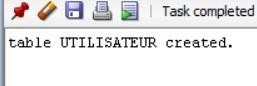 Task completed
table UTILISATEUR created.